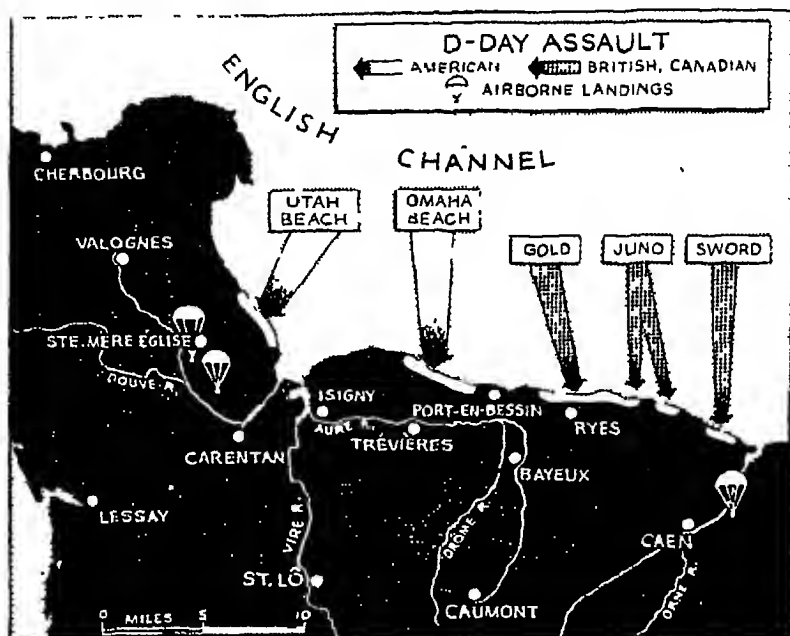 D-DAY ASSAULT
AMERICAN
BRITISH, CANADIAN
AIRBORNE LANDINGS
ENGLISH
CHANNEL
CHERBOURG
UTAH
BEACH
OMAHA
BEACH
GOLD
JUNO
SWORD
VALOGNES
STE. MERE EGLISE
DOUVE R.
ISIGNY
AURE R.
PORT-EN-BESSIN
RYES
CARENTAN
TRÉVIÈRES
BAYEUX
LESSAY
VIRE R.
DRÔME R.
CAEN
ORNE R.
ST. LÔ
CAUMONT
0 MILES 5 10